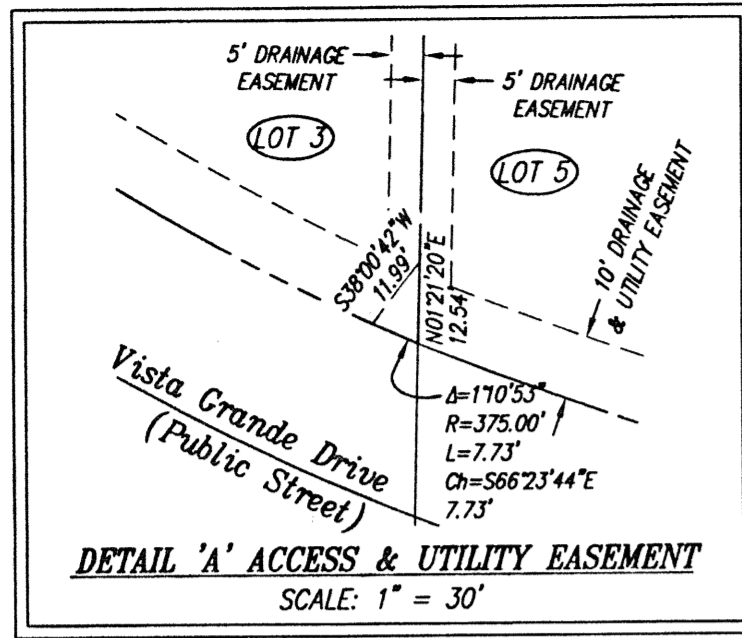 5' DRAINAGE
EASEMENT
5' DRAINAGE
EASEMENT
LOT 3
LOT 5
10' DRAINAGE
& UTILITY EASEMENT
S38°00'42"W
11.99'
N01°21'20"E
12.54'
Vista Grande Drive
(Public Street)
Δ=1°10'53"
R=375.00'
L=7.73'
Ch=S66°23'44"E
7.73'
DETAIL 'A' ACCESS & UTILITY EASEMENT
SCALE: 1" = 30'